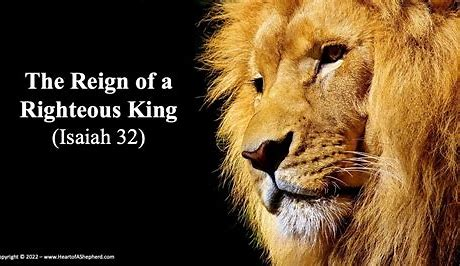 The Reign of a
Righteous King
(Isaiah 32)
opyright © 2022 – www.HeartofAShepherd.com